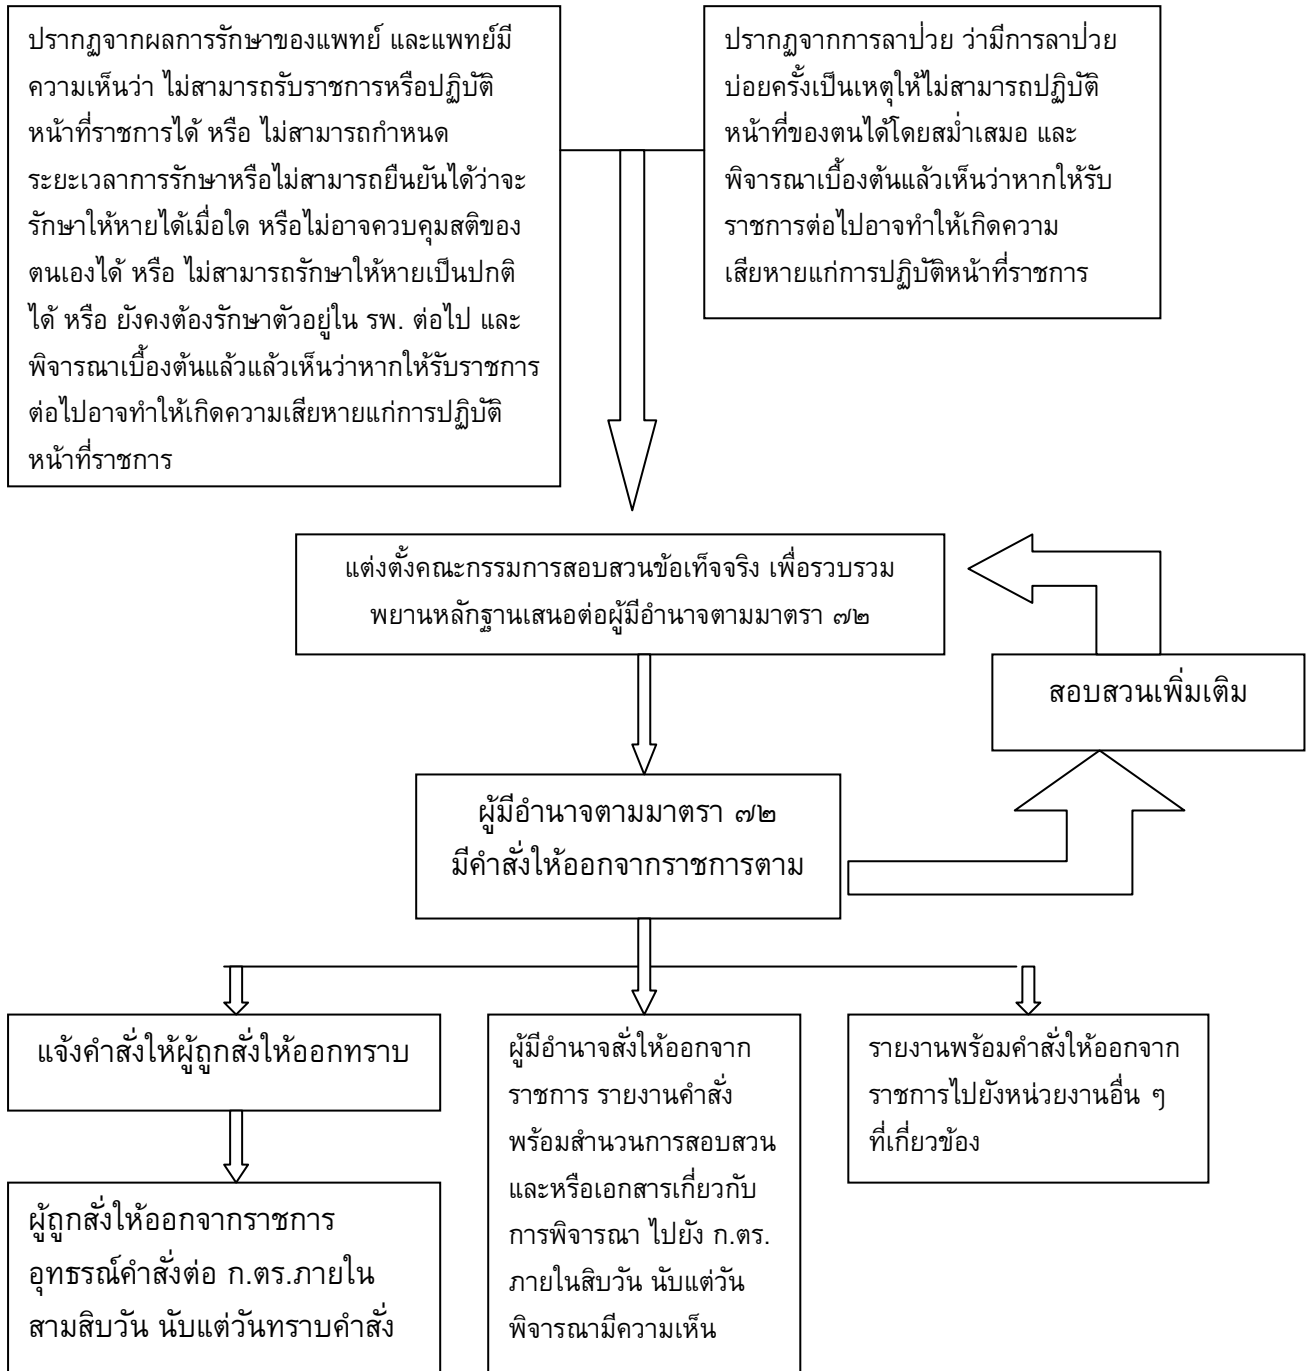 ปรากฏจากผลการรักษาของแพทย์ และแพทย์มี
ความเห็นว่า ไม่สามารถรับราชการหรือปฏิบัติ
หน้าที่ราชการได้ หรือ ไม่สามารถกำหนด
ระยะเวลาการรักษาหรือไม่สามารถยืนยันได้ว่าจะ
รักษาให้หายได้เมื่อใด หรือไม่อาจควบคุมสติของ
ตนเองได้ หรือ ไม่สามารถรักษาให้หายเป็นปกติ
ได้ หรือ ยังคงต้องรักษาตัวอยู่ใน รพ. ต่อไป และ
พิจารณาเบื้องต้นแล้วแล้วเห็นว่าหากให้รับราชการ
ต่อไปอาจทำให้เกิดความเสียหายแก่การปฏิบัติ
หน้าที่ราชการ
ปรากฏจากการลาป่วย ว่ามีการลาป่วย
บ่อยครั้งเป็นเหตุให้ไม่สามารถปฏิบัติ
หน้าที่ของตนได้โดยสม่ำเสมอ และ
พิจารณาเบื้องต้นแล้วเห็นว่าหากให้รับ
ราชการต่อไปอาจทำให้เกิดความ
เสียหายแก่การปฏิบัติหน้าที่ราชการ
แต่งตั้งคณะกรรมการสอบสวนข้อเท็จจริง เพื่อรวบรวม
พยานหลักฐานเสนอต่อผู้มีอำนาจตามมาตรา ๗๒
สอบสวนเพิ่มเติม
ผู้มีอำนาจตามมาตรา ๗๒
มีคำสั่งให้ออกจากราชการตาม
แจ้งคำสั่งให้ผู้ถูกสั่งให้ออกทราบ
ผู้ถูกสั่งให้ออกจากราชการ
อุทธรณ์คำสั่งต่อ ก.ตร.ภายใน
สามสิบวัน นับแต่วันทราบคำสั่ง
ผู้มีอำนาจสั่งให้ออกจาก
ราชการ รายงานคำสั่ง
พร้อมสำนวนการสอบสวน
และหรือเอกสารเกี่ยวกับ
การพิจารณา ไปยัง ก.ตร.
ภายในสิบวัน นับแต่วัน
พิจารณามีความเห็น
รายงานพร้อมคำสั่งให้ออกจาก
ราชการไปยังหน่วยงานอื่น ๆ
ที่เกี่ยวข้อง